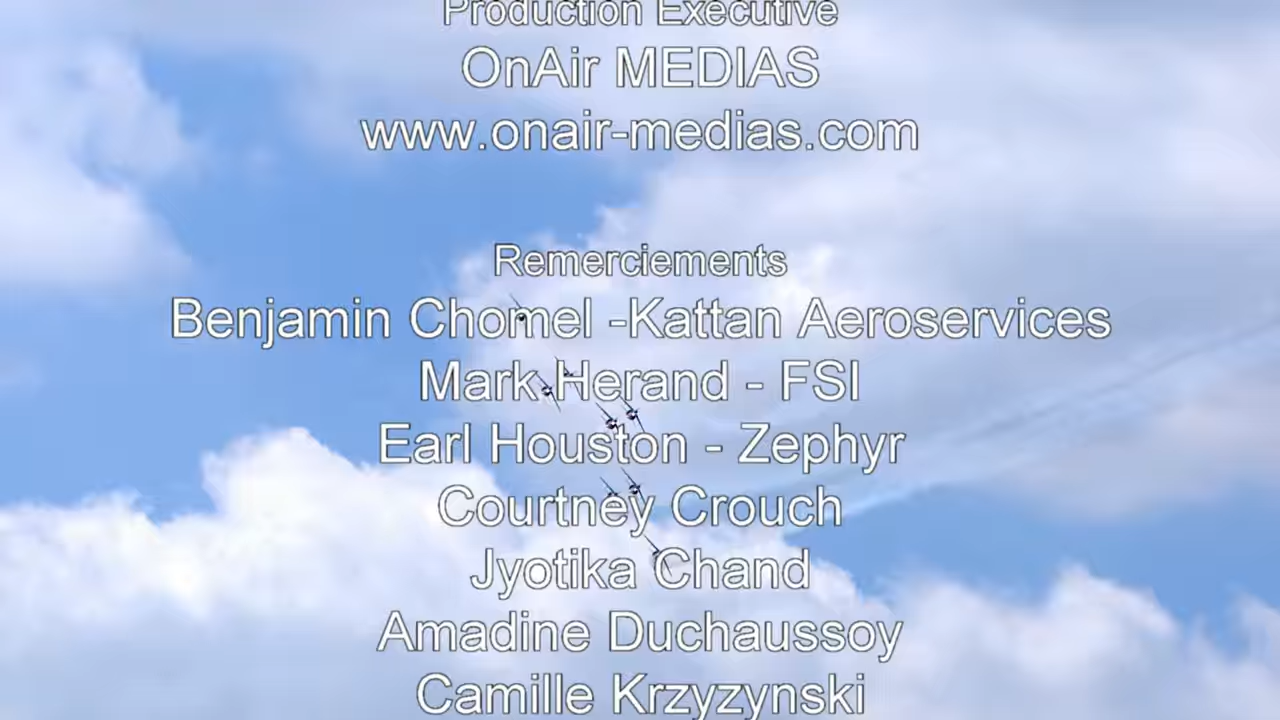 Production Executive
OnAir MEDIAS
www.onair-medias.com
Remerciements
Benjamin Chomel -Kattan Aeroservices
Mark Herand - FSI
Earl Houston - Zephyr
Courtney Crouch
Jyotika Chand
Amadine Duchaussoy
Camille Krzyzynski